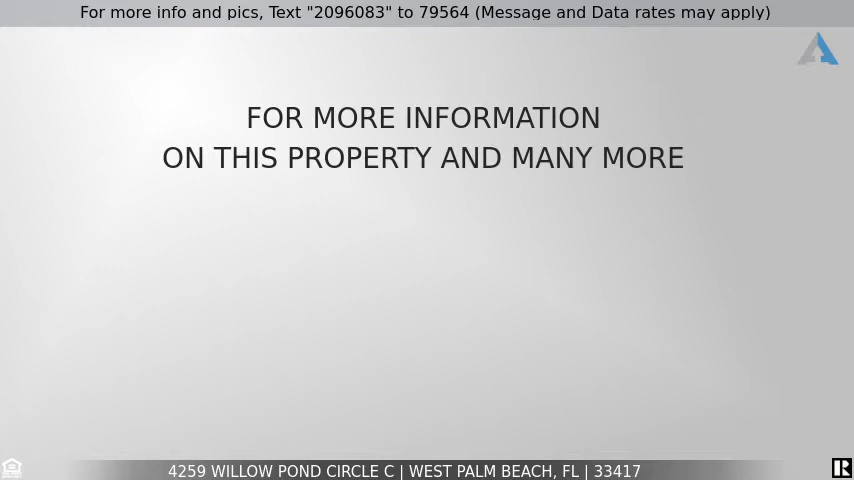 For more info and pics, Text "2096083" to 79564 (Message and Data rates may apply)
FOR MORE INFORMATION
ON THIS PROPERTY AND MANY MORE
4259 WILLOW POND CIRCLE C | WEST PALM BEACH, FL | 33417